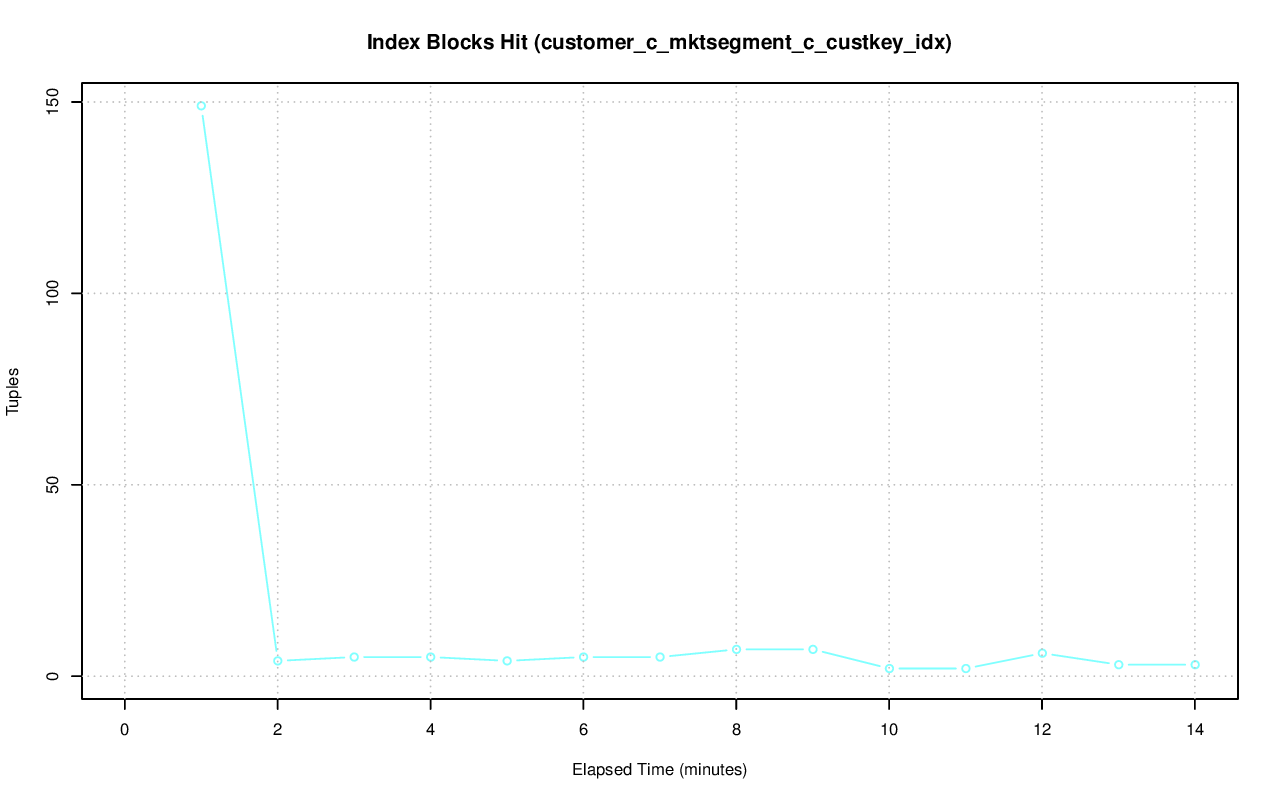 Index Blocks Hit (customer_c_mktsegment_c_custkey_idx)
150
100
50
0
Tuples
0 2 4 6 8 10 12 14
Elapsed Time (minutes)